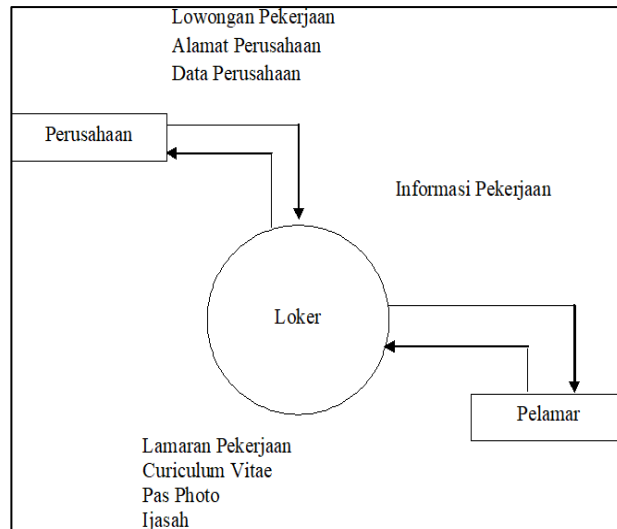 Lowongan Pekerjaan
Alamat Perusahaan
Data Perusahaan
Perusahaan
Informasi Pekerjaan
Loker
Pelamar
Lamaran Pekerjaan
Curiculum Vitae
Pas Photo
Ijasah